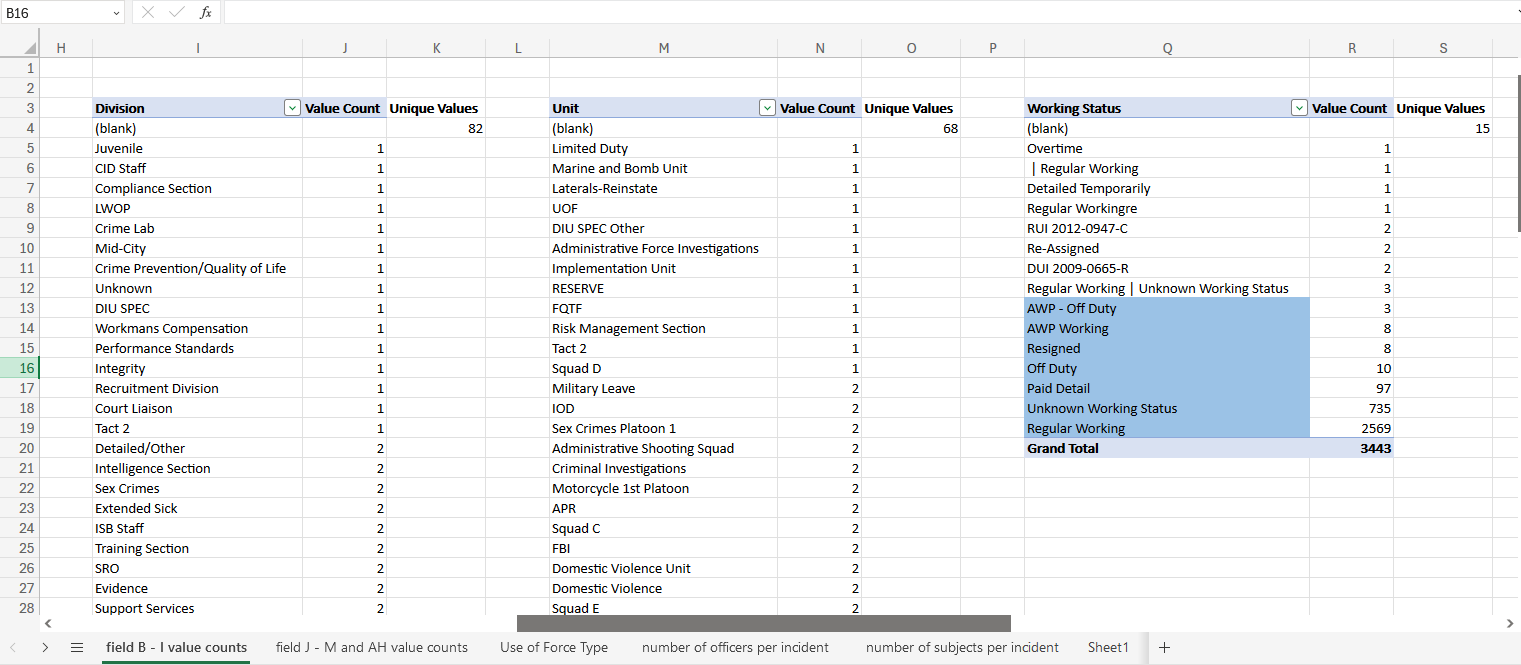 B16 fx
H I J K L M N O P Q R S
1
2
3 Division Value Count Unique Values Unit Value Count Unique Values Working Status Value Count Unique Values
4 (blank) 82 (blank) 68 (blank) 15
5 Juvenile 1 Limited Duty 1 Overtime 1
6 CID Staff 1 Marine and Bomb Unit 1 | Regular Working 1
7 Compliance Section 1 Laterals-Reinstate 1 Detailed Temporarily 1
8 LWOP 1 UOF 1 Regular Workingre 1
9 Crime Lab 1 DIU SPEC Other 1 RUI 2012-0947-C 2
10 Mid-City 1 Administrative Force Investigations 1 Re-Assigned 2
11 Crime Prevention/Quality of Life 1 Implementation Unit 1 DUI 2009-0665-R 2
12 Unknown 1 RESERVE 1 Regular Working | Unknown Working Status 3
13 DIU SPEC 1 FQTF 1 AWP - Off Duty 3
14 Workmans Compensation 1 Risk Management Section 1 AWP Working 8
15 Performance Standards 1 Tact 2 1 Resigned 8
16 Integrity 1 Squad D 1 Off Duty 10
17 Recruitment Division 1 Military Leave 2 Paid Detail 97
18 Court Liaison 1 IOD 2 Unknown Working Status 735
19 Tact 2 1 Sex Crimes Platoon 1 2 Regular Working 2569
20 Detailed/Other 2 Administrative Shooting Squad 2 Grand Total 3443
21 Intelligence Section 2 Criminal Investigations 2
22 Sex Crimes 2 Motorcycle 1st Platoon 2
23 Extended Sick 2 APR 2
24 ISB Staff 2 Squad C 2
25 Training Section 2 FBI 2
26 SRO 2 Domestic Violence Unit 2
27 Evidence 2 Domestic Violence 2
28 Support Services 2 Squad E 2
field B - I value counts field J - M and AH value counts Use of Force Type number of officers per incident number of subjects per incident Sheet1